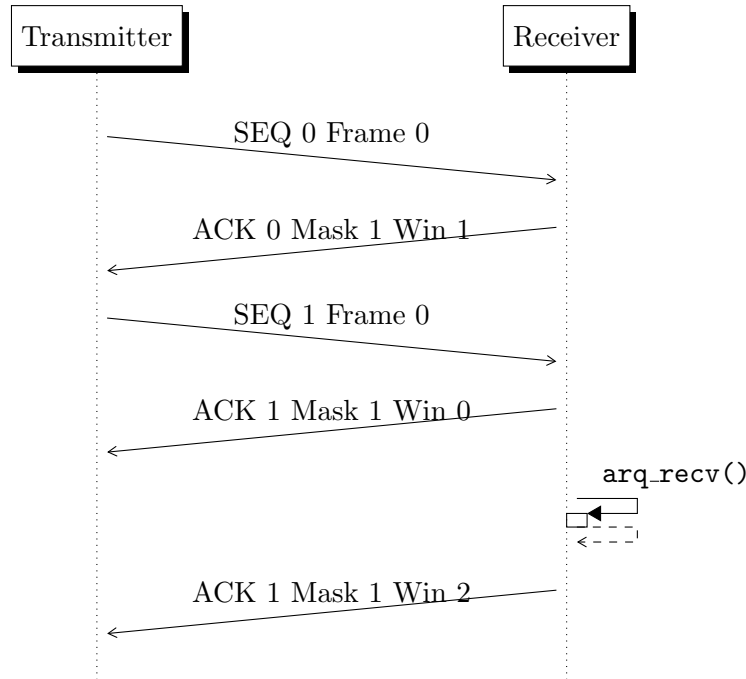 Transmitter
Receiver
SEQ 0 Frame 0
ACK 0 Mask 1 Win 1
SEQ 1 Frame 0
ACK 1 Mask 1 Win 0
arq_recv()
ACK 1 Mask 1 Win 2